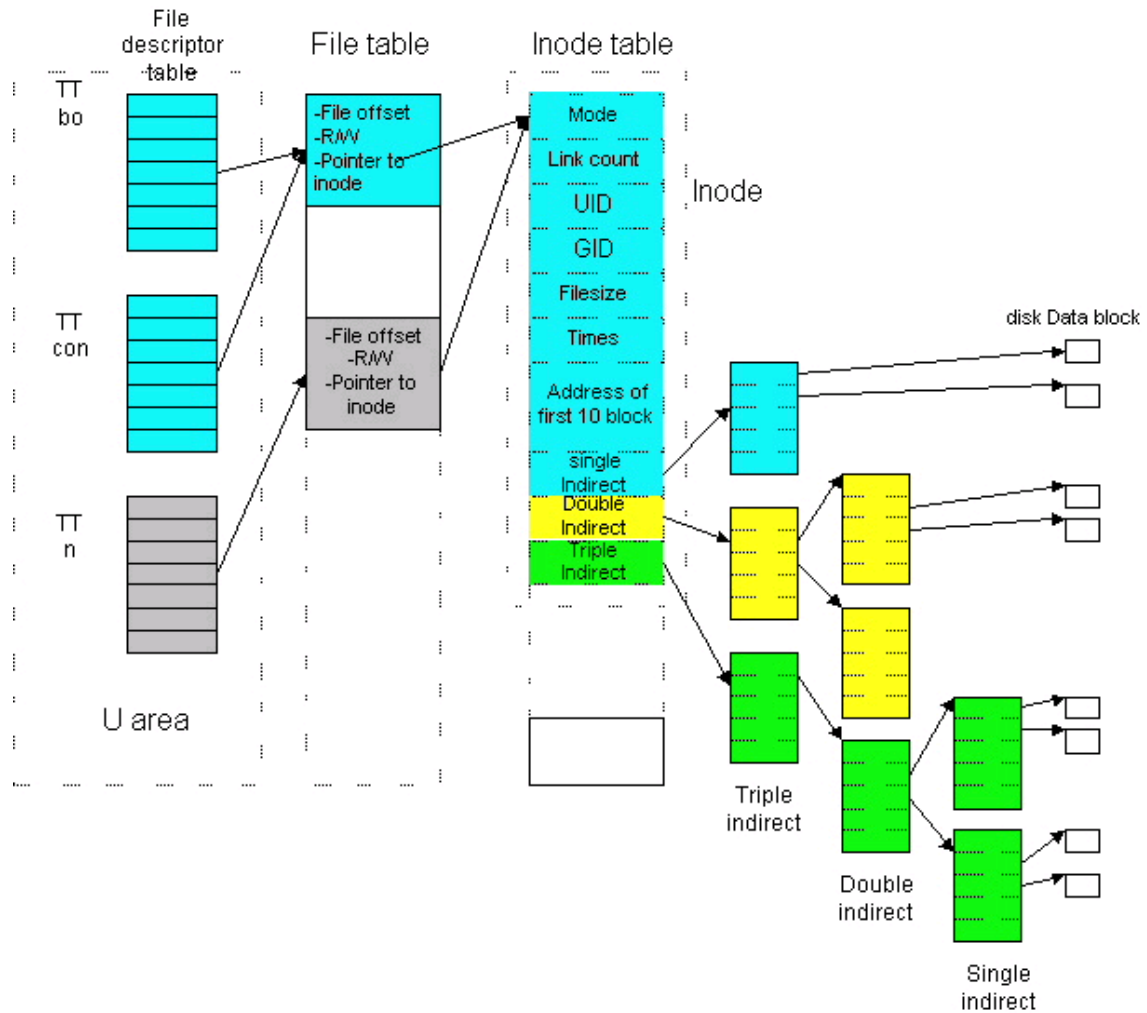 File
descriptor
table
File table
Inode table
TT
bo
TT
con
TT
n
U area
-File offset
-R/W
-Pointer to
inode
-File offset
-R/W
-Pointer to
inode
Mode
Link count
UID
GID
Filesize
Times
Address of
first 10 block
single
Indirect
Double
Indirect
Triple
Indirect
Inode
disk Data block
Triple
indirect
Double
indirect
Single
indirect